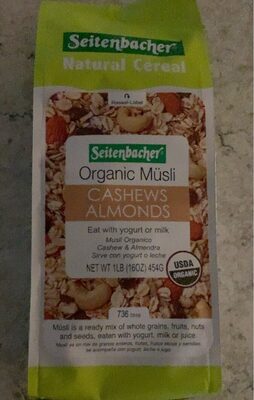 Seitenbacher®
Natural Cereal
Seitenbacher®
Organic Müsli
CASHEWS
ALMONDS
Eat with yogurt or milk
Musli Organico
Cashew & Almendra
Sirve con yogurt o leche
NET WT 1LB (16OZ) 454G
USDA
ORGANIC
736
Müsli is a ready mix of whole grains, fruits, nuts
and seeds, eaten with yogurt, milk or juice.